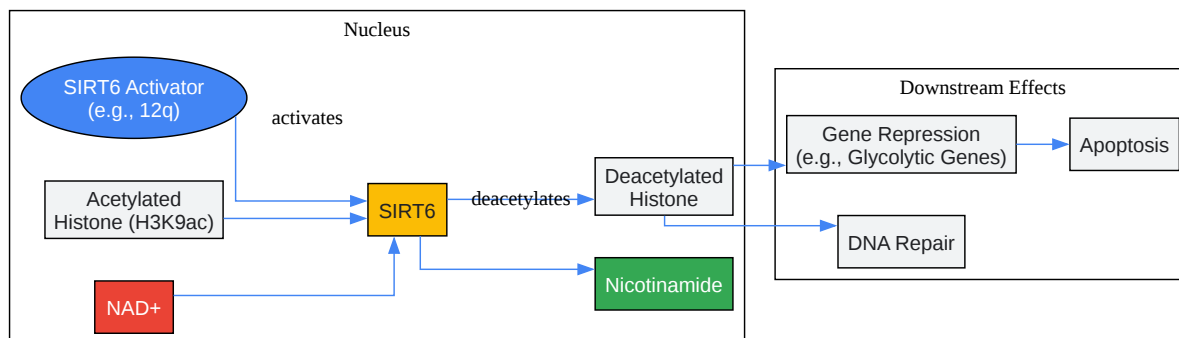 Nucleus
SIRT6 Activator
(e.g., 12q)
activates
Acetylated
Histone (H3K9ac)
SIRT6
deacetylates
Deacetylated
Histone
NAD+
Nicotinamide
Downstream Effects
Gene Repression
(e.g., Glycolytic Genes)
Apoptosis
DNA Repair